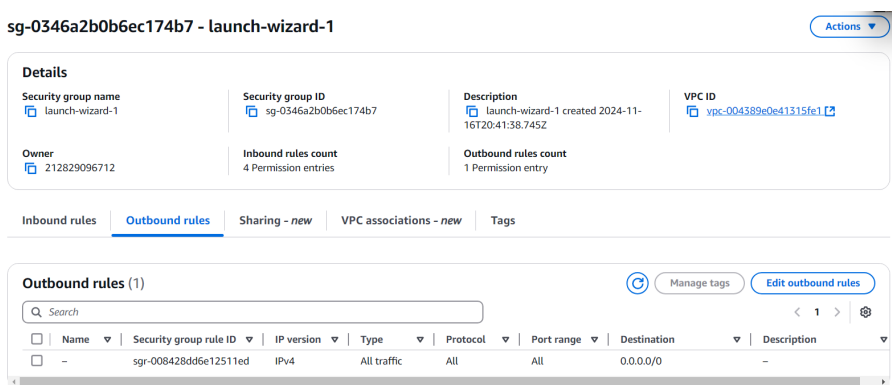 sg-0346a2b0b6ec174b7 - launch-wizard-1
Actions
Details
Security group name
launch-wizard-1
Security group ID
sg-0346a2b0b6ec174b7
Description
launch-wizard-1 created 2024-11-
16T20:41:38.745Z
VPC ID
vpc-004389e0e41315fe1
Owner
212829096712
Inbound rules count
4 Permission entries
Outbound rules count
1 Permission entry
Inbound rules Outbound rules Sharing - new VPC associations - new Tags
Outbound rules (1)
Manage tags Edit outbound rules
Search
1
Name Security group rule ID IP version Type Protocol Port range Destination Description
– sgr-008428dd6e12511ed IPv4 All traffic All All 0.0.0.0/0 –